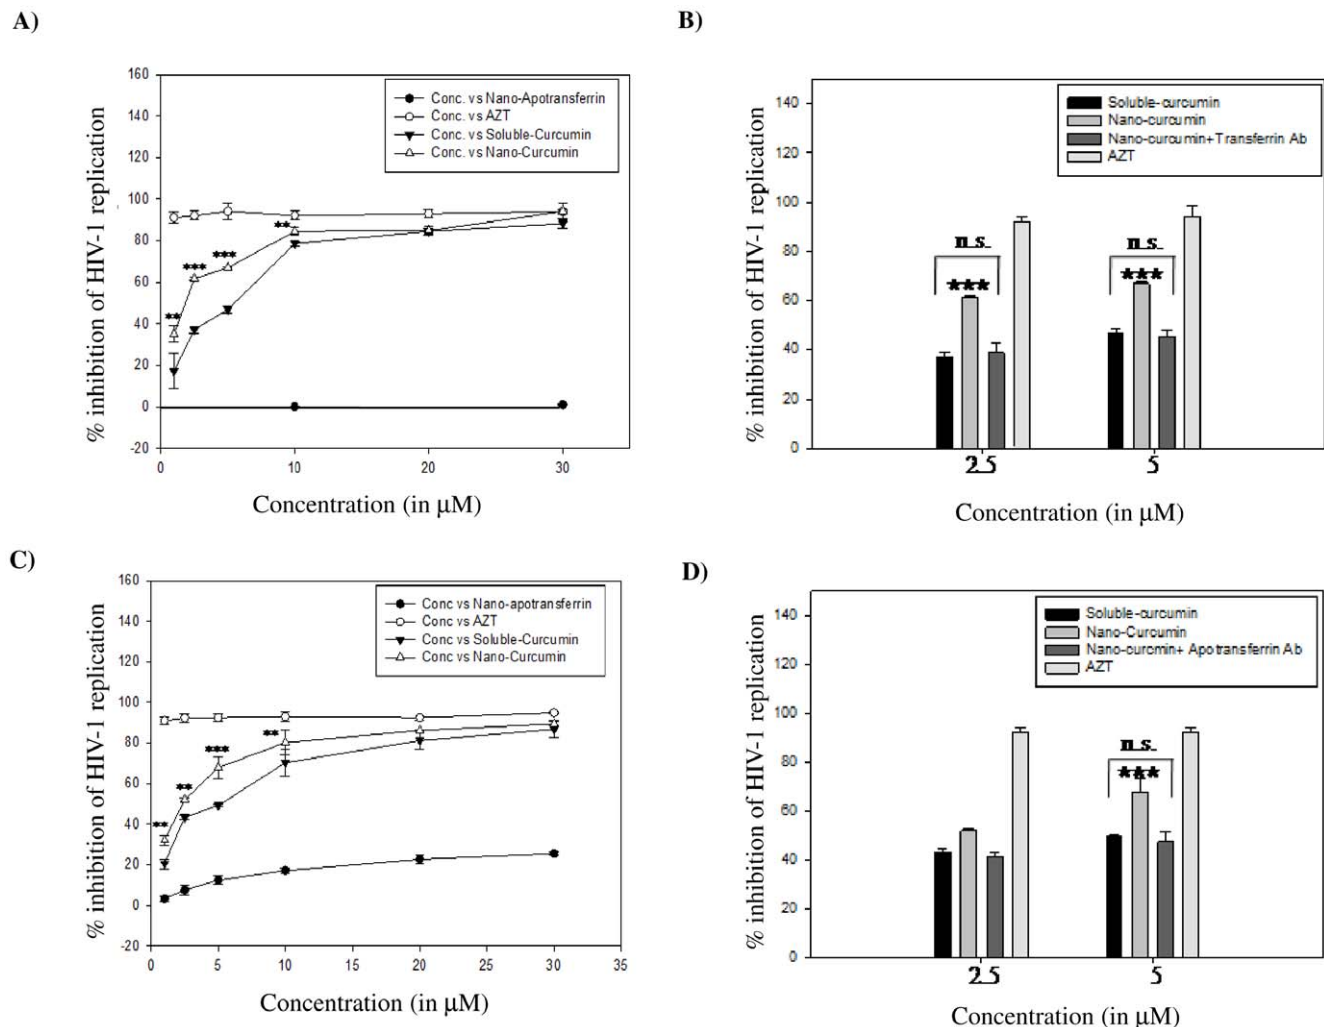 A)
% inhibition of HIV-1 replication
160
140
120
100
80
60
40
20
0
-20
Conc. vs Nano-Apotransferrin
Conc. vs AZT
Conc. vs Soluble-Curcumin
Conc. vs Nano-Curcumin
**
***
***
**
0
10
20
30
Concentration (in μM)
B)
% inhibition of HIV-1 replication
140
120
100
80
60
40
20
0
Soluble-curcumin
Nano-curcumin
Nano-curcumin+Transferrin Ab
AZT
n.s.
***
n.s.
***
2.5
5
Concentration (in μM)
C)
% inhibition of HIV-1 replication
160
140
120
100
80
60
40
20
0
-20
Conc vs Nano-apotransferrin
Conc vs AZT
Conc vs Soluble-Curcumin
Conc vs Nano-Curcumin
**
**
***
**
0
5
10
15
20
25
30
35
Concentration (in μM)
D)
% inhibition of HIV-1 replication
140
120
100
80
60
40
20
0
Soluble-curcumin
Nano-Curcumin
Nano-curcmin+ Apotransferrin Ab
AZT
n.s.
***
2.5
5
Concentration (in μM)